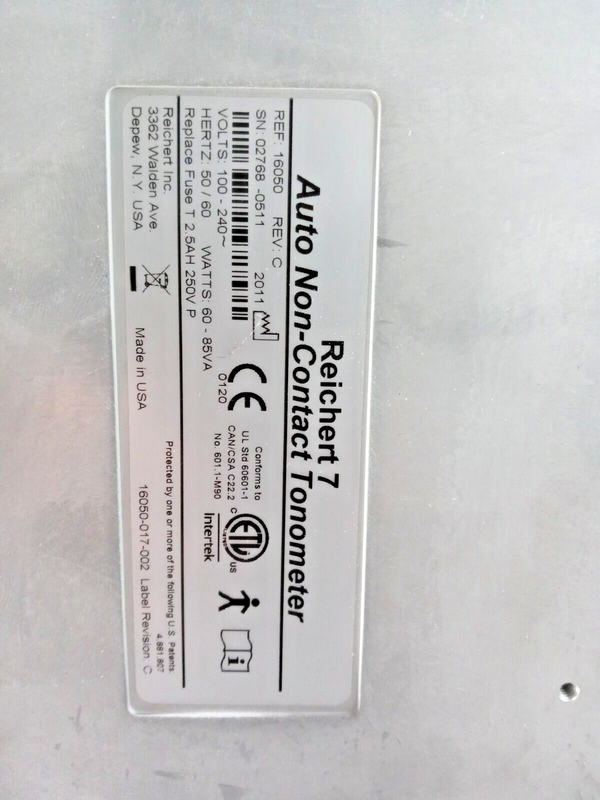 Reichert 7
Auto Non-Contact Tonometer
REF: 16050 REV: C
SN: 02768 -0511 2011
VOLTS: 100 - 240~
HERTZ: 50 / 60 WATTS: 60 - 85VA
Replace Fuse T 2.5AH 250V P
CE
0120
Conforms to
UL Std 60601-1
CAN/CSA C22.2
No. 601.1-M90
C ETL US
Intertek
i
Reichert Inc.
3362 Walden Ave.
Depew, N.Y. USA
Made in USA
Protected by one or more of the following U.S. Patents:
4,881,807
16050-017-002 Label Revision C